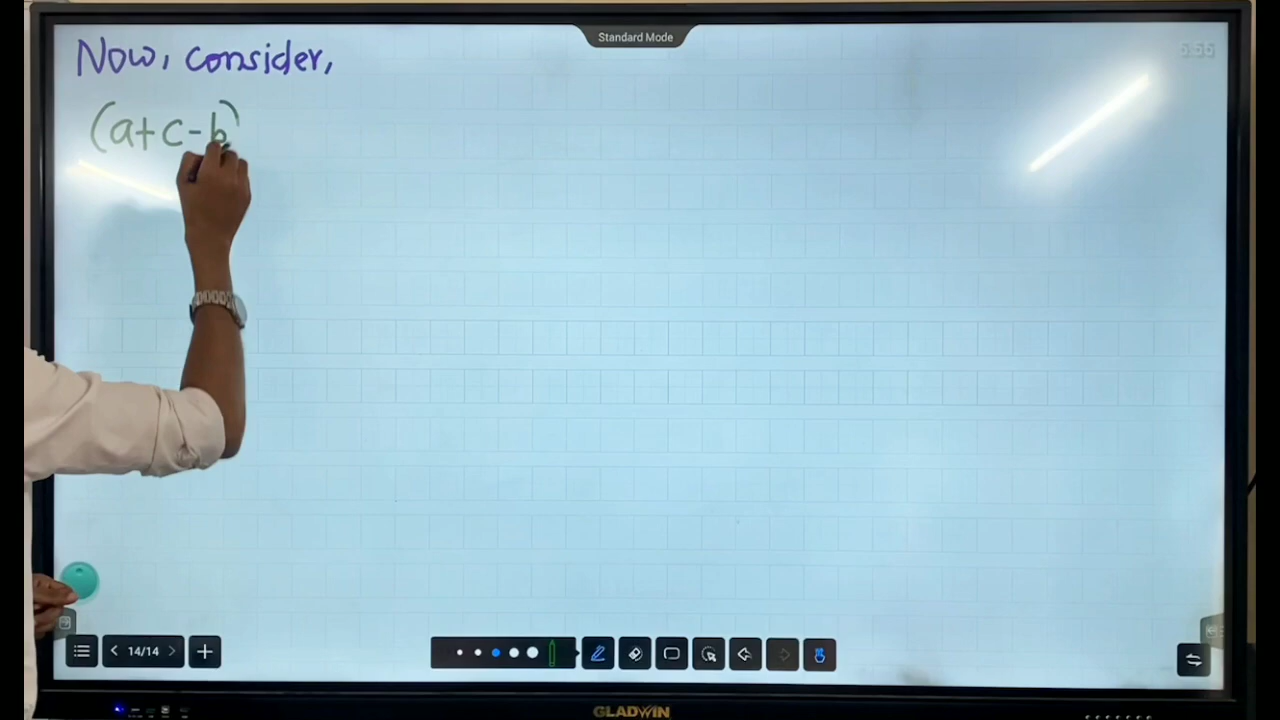 Standard Mode
Now, consider,
(a+c-b)
14/14
GLADWIN